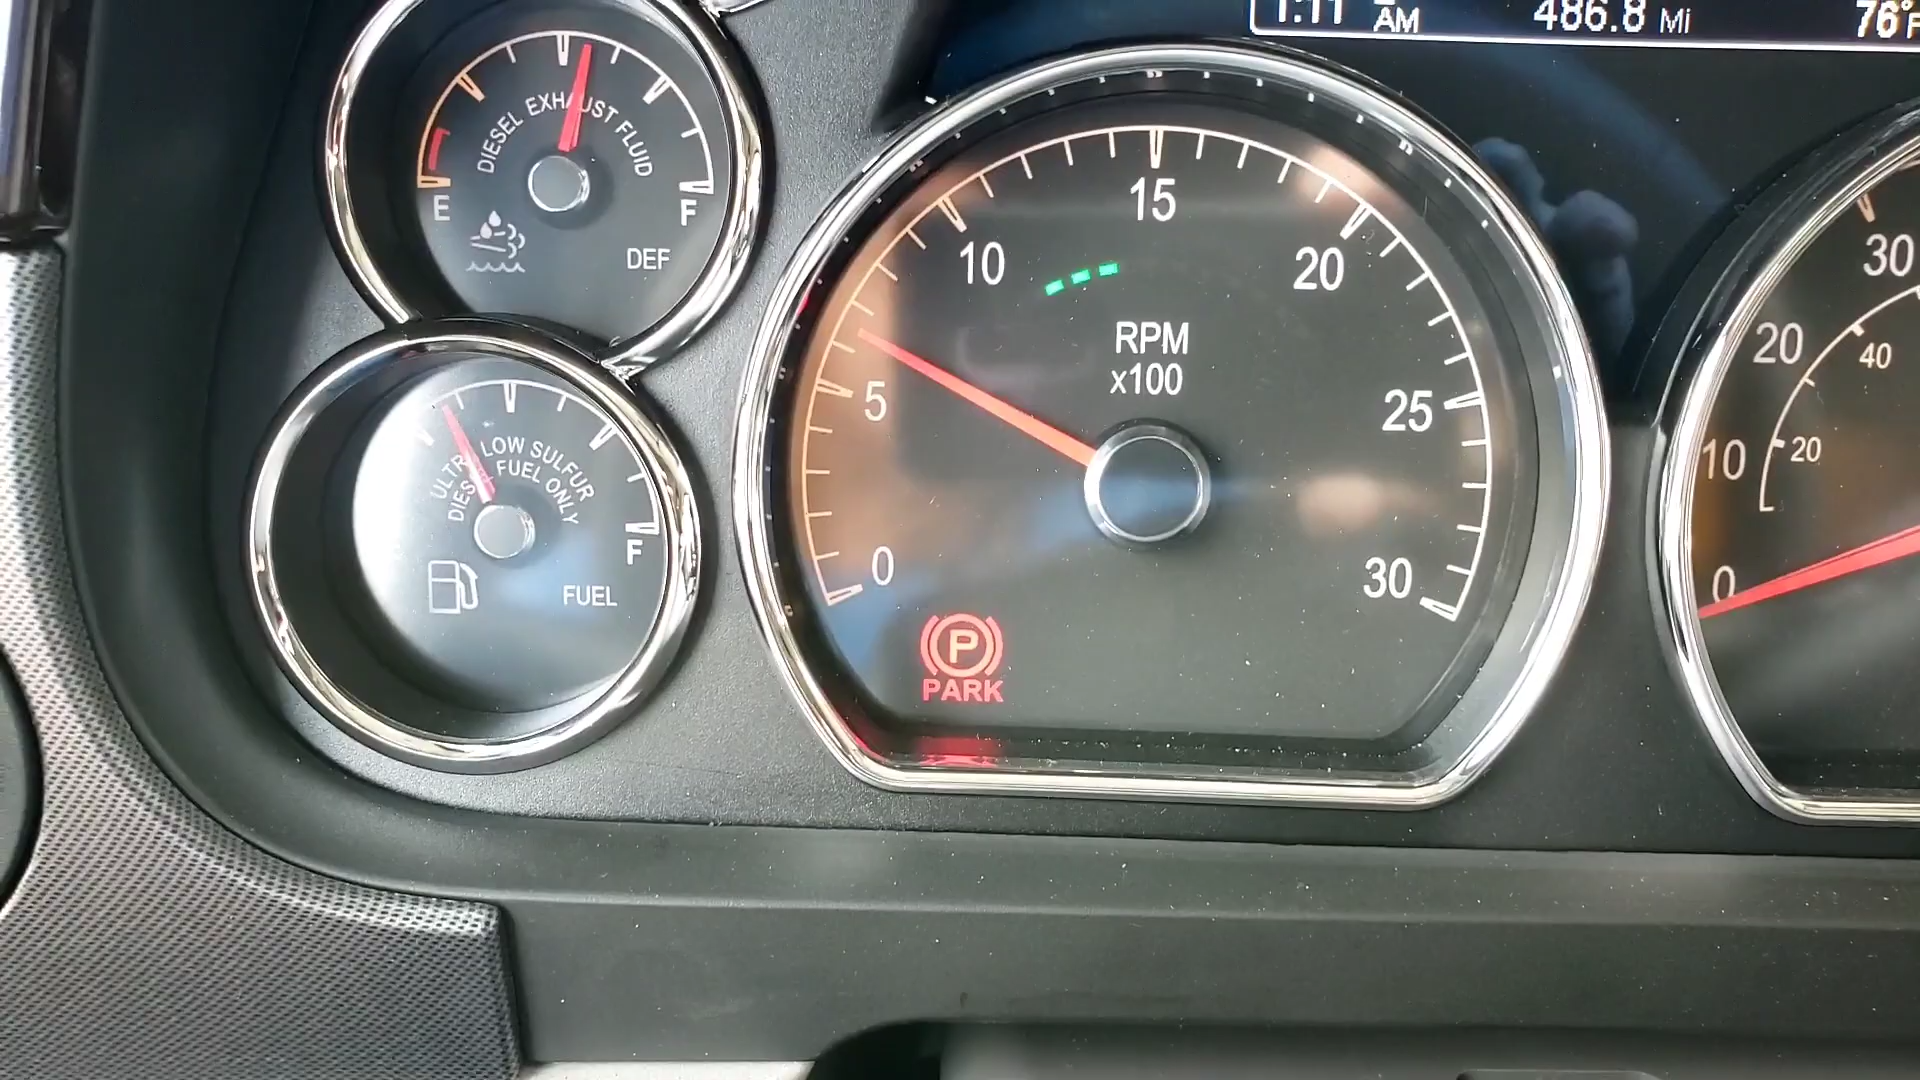 1:11 AM 486.8 Mi 76°F
DIESEL EXHAUST FLUID
E F
DEF
ULTRA LOW SULFUR
DIESEL FUEL ONLY
F
FUEL
0 5 10 15 20 25 30
RPM
x100
P
PARK
0 10 20 30
20 40